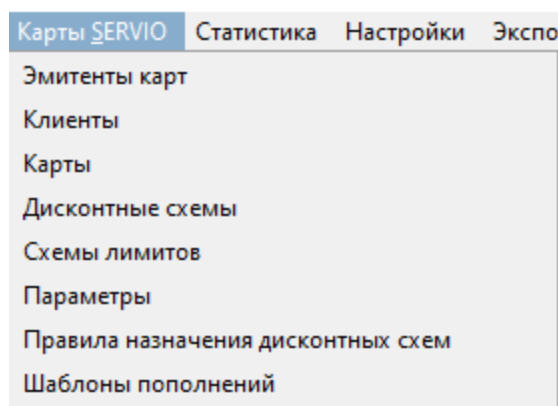 Карты SERVIO Статистика Настройки Экспо
Эмитенты карт
Клиенты
Карты
Дисконтные схемы
Схемы лимитов
Параметры
Правила назначения дисконтных схем
Шаблоны пополнений